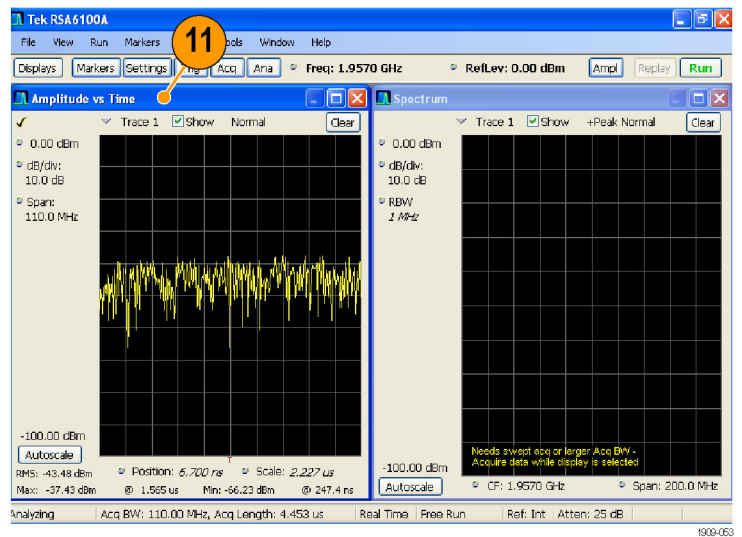 Tek RSA6100A
File View Run Markers ools Window Help
11
Displays Markers Settings Trig Acq Ana Freq: 1.9570 GHz RefLev: 0.00 dBm Ampl Replay Run
Amplitude vs Time
Trace 1 Show Normal Clear
0.00 dBm
dB/div:
10.0 dB
Span:
110.0 MHz
-100.00 dBm
Autoscale
Position: 6.700 ns Scale: 2.227 us
RMS: -43.48 dBm
Max: -37.43 dBm @ 1.565 us Min: -66.23 dBm @ 247.4 ns
Spectrum
Trace 1 Show +Peak Normal Clear
0.00 dBm
dB/div:
10.0 dB
RBW
1 MHz
Needs swept acq or larger Acq BW -
Acquire data while display is selected
-100.00 dBm
Autoscale CF: 1.9570 GHz Span: 200.0 MHz
Analyzing Acq BW: 110.00 MHz, Acq Length: 4.453 us Real Time Free Run Ref: Int Atten: 25 dB
1909-053